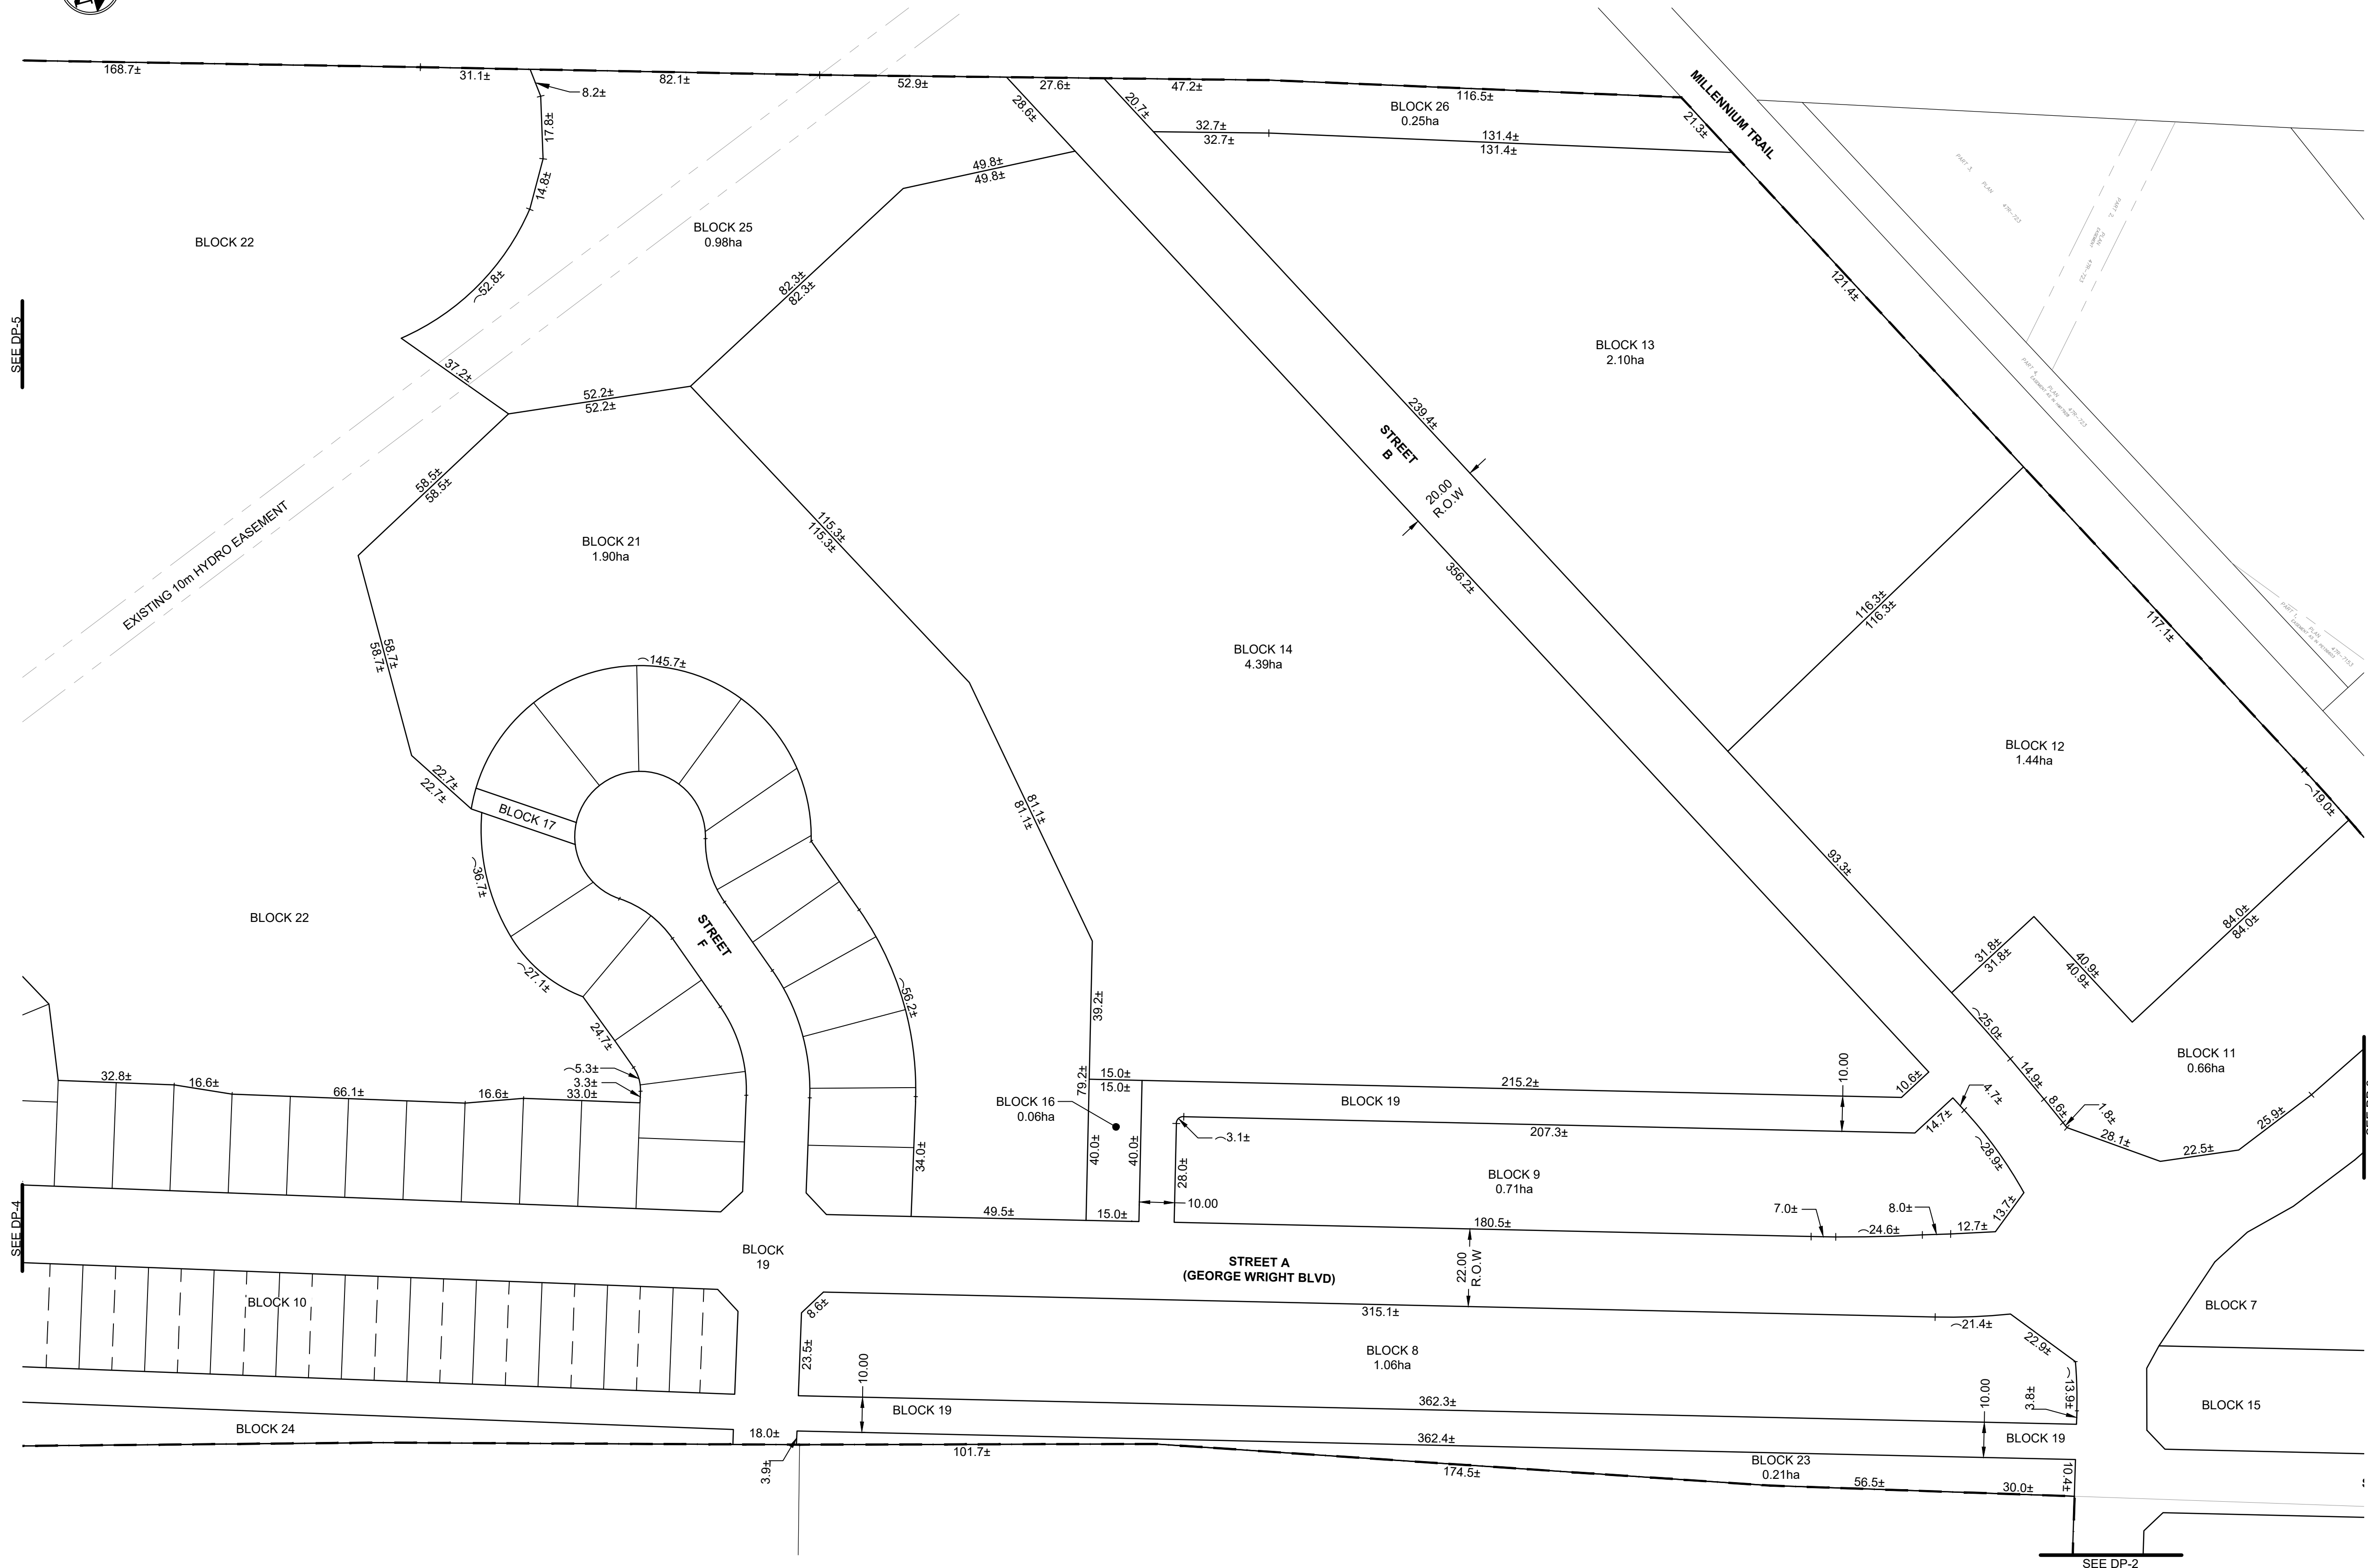 168.7±
31.1±
82.1±
52.9±
27.6±
47.2±
116.5±
8.2±
28.6±
20.7±
BLOCK 26
0.25ha
21.3±
MILLENNIUM TRAIL
17.8±
32.7±
32.7±
131.4±
131.4±
PART 3, PLAN 47R-723
14.8±
49.8±
49.8±
BLOCK 22
BLOCK 25
0.98ha
PART 2, PLAN 47R-723
EASEMENT
52.8±
82.3±
82.3±
121.4±
SEE DP-5
37.2±
BLOCK 13
2.10ha
PART 4, PLAN 47R-723
52.2±
52.2±
239.4±
STREET
B
20.00
R.O.W
58.5±
58.5±
EXISTING 10m HYDRO EASEMENT
BLOCK 21
1.90ha
115.3±
115.3±
356.2±
116.3±
116.3±
117.1±
58.7±
58.7±
145.7±
BLOCK 14
4.39ha
BLOCK 12
1.44ha
22.7±
22.7±
BLOCK 17
81.1±
81.1±
19.0±
36.7±
93.3±
BLOCK 22
STREET
F
84.0±
84.0±
31.8±
31.8±
40.9±
40.9±
27.1±
56.2±
39.2±
25.0±
24.7±
5.3±
3.3±
33.0±
32.8±
16.6±
66.1±
16.6±
79.2±
15.0±
15.0±
215.2±
10.00
10.6±
14.9±
BLOCK 11
0.66ha
BLOCK 16
0.06ha
BLOCK 19
4.7±
8.6±
1.8±
14.7±
3.1±
207.3±
28.9±
28.1±
22.5±
25.9±
34.0±
40.0±
40.0±
28.0±
BLOCK 9
0.71ha
10.00
49.5±
15.0±
180.5±
7.0±
24.6±
8.0±
12.7±
13.7±
SEE DP-4
BLOCK
19
STREET A
(GEORGE WRIGHT BLVD)
22.00
R.O.W
BLOCK 10
8.6±
315.1±
21.4±
BLOCK 7
22.9±
23.5±
BLOCK 8
1.06ha
10.00
362.3±
10.00
3.8±
13.9±
BLOCK 15
BLOCK 19
BLOCK 24
18.0±
362.4±
BLOCK 19
3.9±
101.7±
174.5±
BLOCK 23
0.21ha
56.5±
30.0±
10.4±
SEE DP-2